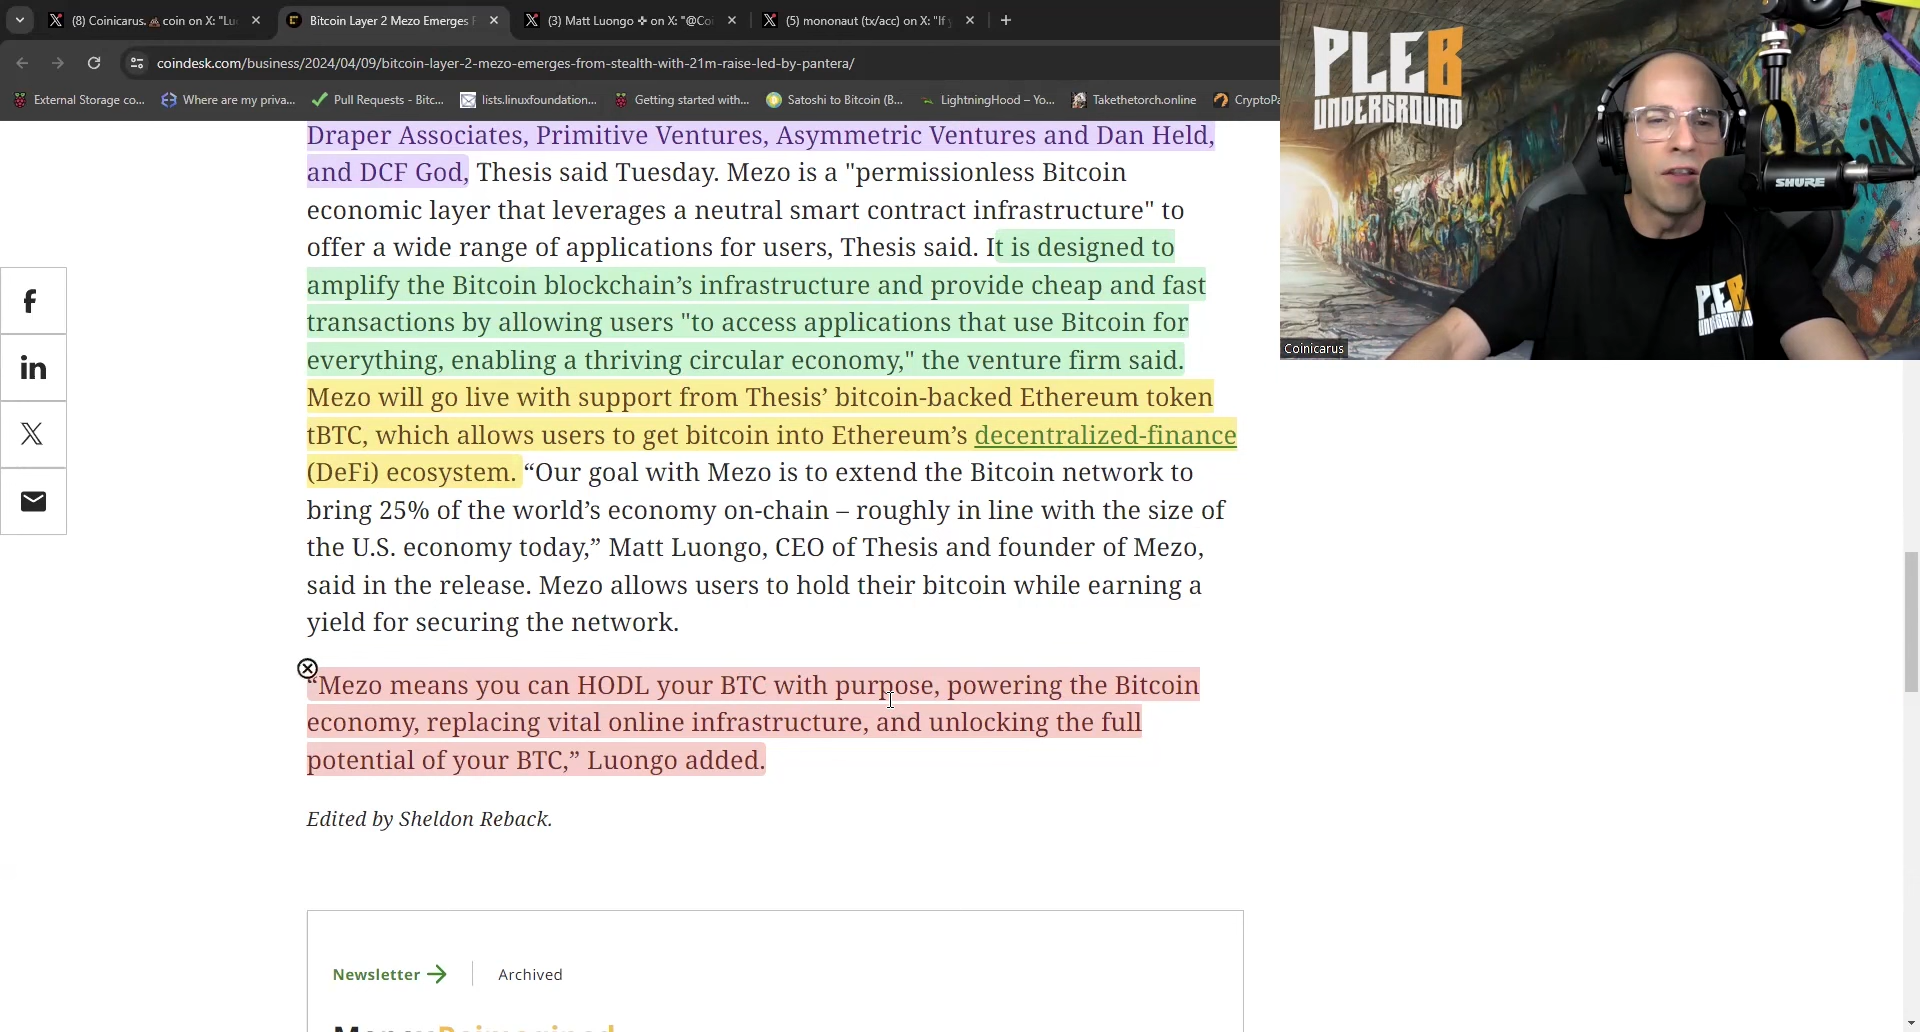 (8) Coinicarus. coin on X: "Lu
Bitcoin Layer 2 Mezo Emerges F
(3) Matt Luongo on X: "@Coi
(5) mononaut (tx/acc) on X: "If y
coindesk.com/business/2024/04/09/bitcoin-layer-2-mezo-emerges-from-stealth-with-21m-raise-led-by-pantera/
External Storage co...
Where are my priva...
Pull Requests - Bitc...
lists.linuxfoundation...
Getting started with...
Satoshi to Bitcoin (B...
LightningHood – Yo...
Takethetorch.online
CryptoPa
PLEB
UNDERGROUND
SHURE
PLEB
UNDERGROUND
Coinicarus
Draper Associates, Primitive Ventures, Asymmetric Ventures and Dan Held,
and DCF God, Thesis said Tuesday. Mezo is a "permissionless Bitcoin
economic layer that leverages a neutral smart contract infrastructure" to
offer a wide range of applications for users, Thesis said. It is designed to
amplify the Bitcoin blockchain’s infrastructure and provide cheap and fast
transactions by allowing users "to access applications that use Bitcoin for
everything, enabling a thriving circular economy," the venture firm said.
Mezo will go live with support from Thesis’ bitcoin-backed Ethereum token
tBTC, which allows users to get bitcoin into Ethereum’s decentralized-finance
(DeFi) ecosystem. “Our goal with Mezo is to extend the Bitcoin network to
bring 25% of the world’s economy on-chain – roughly in line with the size of
the U.S. economy today,” Matt Luongo, CEO of Thesis and founder of Mezo,
said in the release. Mezo allows users to hold their bitcoin while earning a
yield for securing the network.
“Mezo means you can HODL your BTC with purpose, powering the Bitcoin
economy, replacing vital online infrastructure, and unlocking the full
potential of your BTC,” Luongo added.
Edited by Sheldon Reback.
Newsletter
Archived